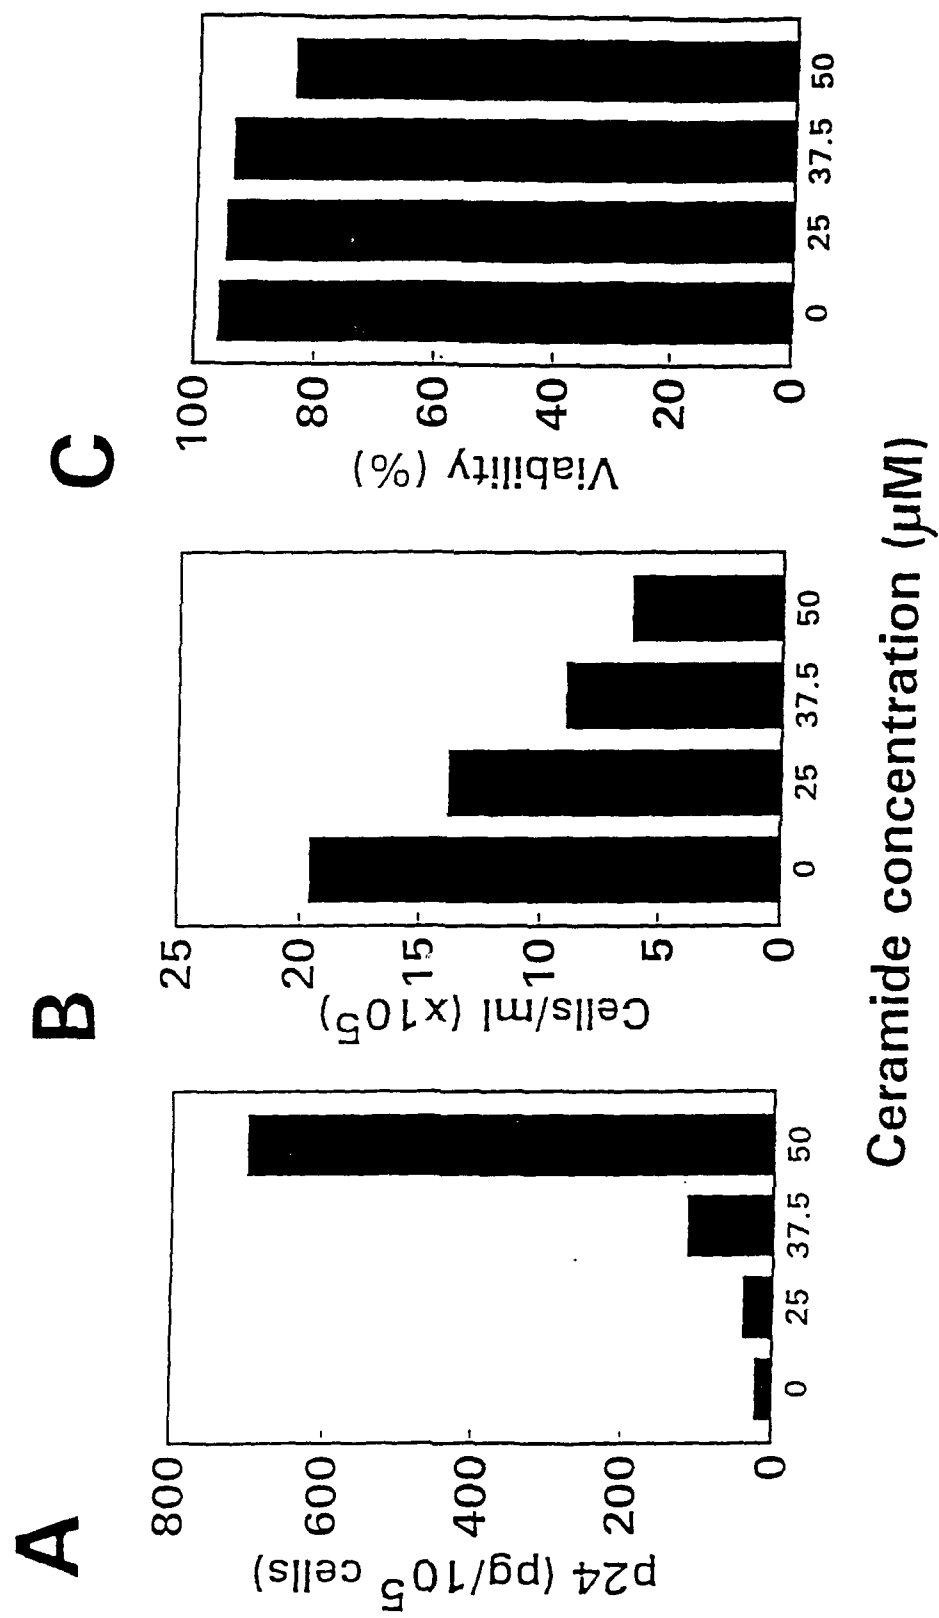 A
p24 (pg/10⁵ cells)
800
600
400
200
0
0 25 37.5 50
B
Cells/ml (x10⁵)
25
20
15
10
5
0
0 25 37.5 50
C
Viability (%)
100
80
60
40
20
0
0 25 37.5 50
Ceramide concentration (µM)